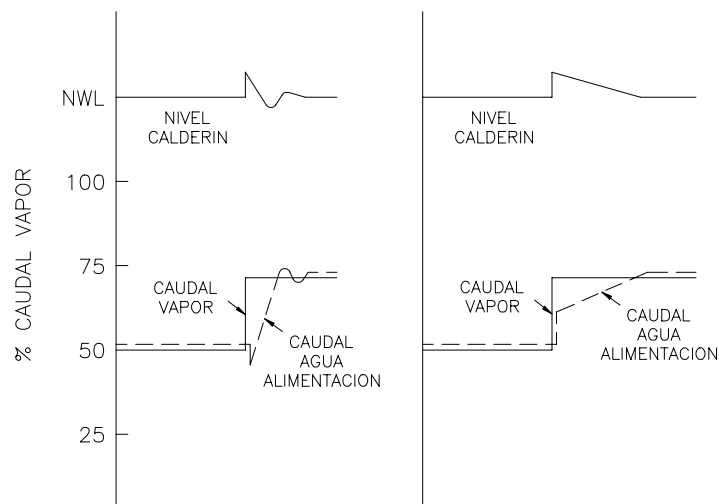 NWL
NIVEL
CALDERIN
100
75
CAUDAL
VAPOR
50
CAUDAL
AGUA
ALIMENTACION
25
% CAUDAL VAPOR
NIVEL
CALDERIN
CAUDAL
VAPOR
CAUDAL
AGUA
ALIMENTACION